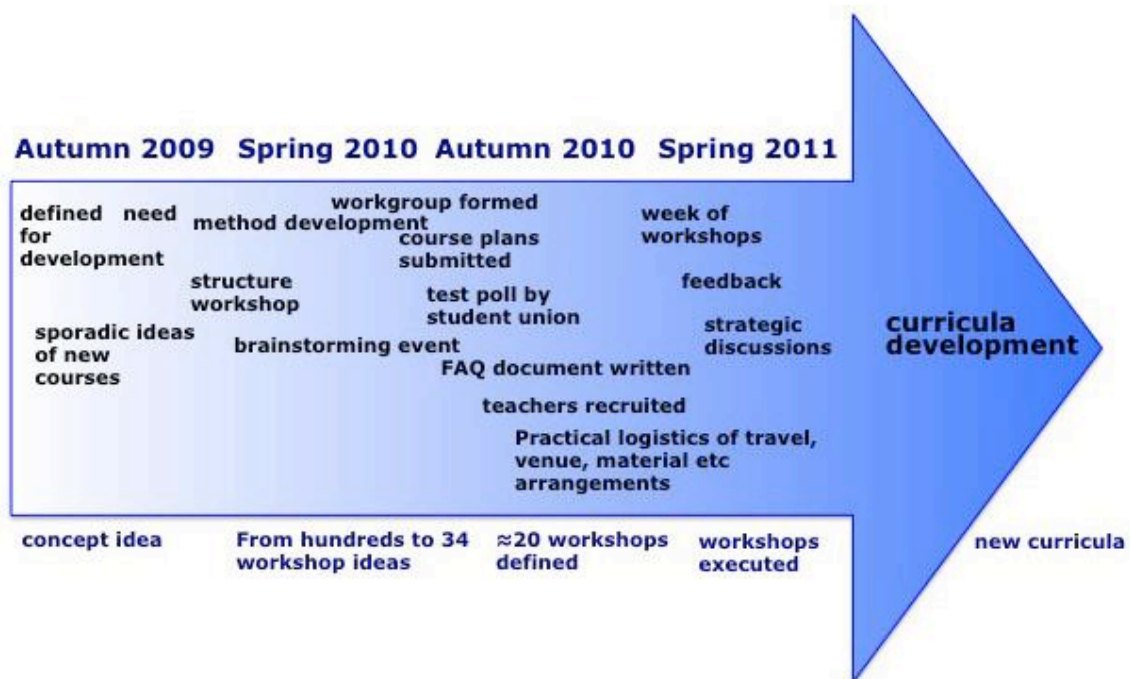 Autumn 2009 Spring 2010 Autumn 2010 Spring 2011
defined need
for
development
sporadic ideas
of new
courses
method development
structure
workshop
brainstorming event
workgroup formed
course plans
submitted
test poll by
student union
FAQ document written
teachers recruited
Practical logistics of travel,
venue, material etc
arrangements
week of
workshops
feedback
strategic
discussions
curricula
development
concept idea
From hundreds to 34
workshop ideas
≈20 workshops
defined
workshops
executed
new curricula